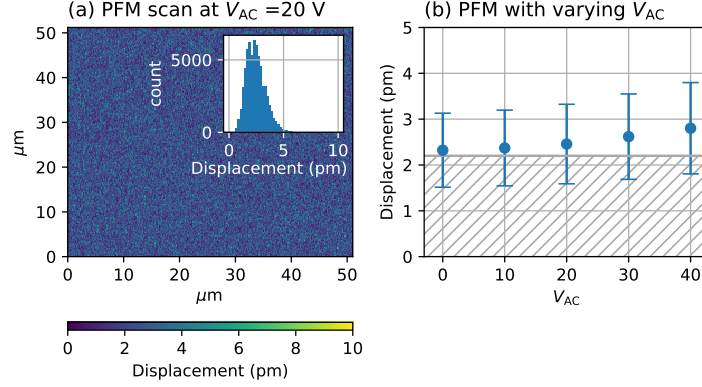 (a) PFM scan at V_AC =20 V
50
40
30
20
10
0
μm
0 10 20 30 40 50
μm
count
5000
0
0 5 10
Displacement (pm)
0 2 4 6 8 10
Displacement (pm)
(b) PFM with varying V_AC
5
4
3
2
1
0
Displacement (pm)
0 10 20 30 40
V_AC